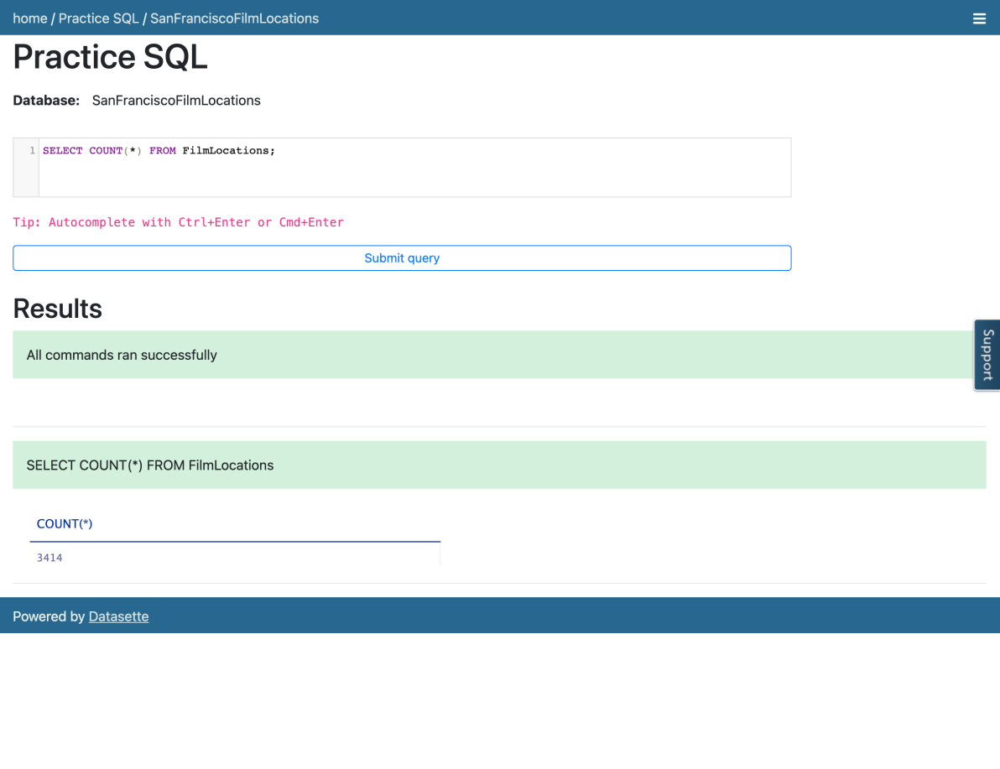 home / Practice SQL / SanFranciscoFilmLocations
Practice SQL
Database: SanFranciscoFilmLocations
1 SELECT COUNT(*) FROM FilmLocations;
Tip: Autocomplete with Ctrl+Enter or Cmd+Enter
Submit query
Results
All commands ran successfully
Support
SELECT COUNT(*) FROM FilmLocations
COUNT(*)
3414
Powered by Datasette